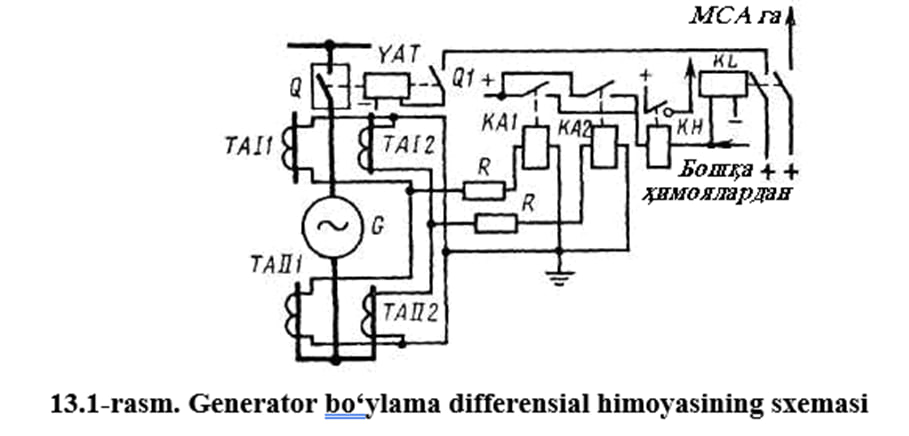 МСА га
YAT
KL
Q
Q1
+
+
–
KA1
KA2
KH
–
TAI1
TAI2
R
Бошқа + +
ҳимоялардан
R
G
TAII1
TAII2
13.1-rasm. Generator bo‘ylama differensial himoyasining sxemasi